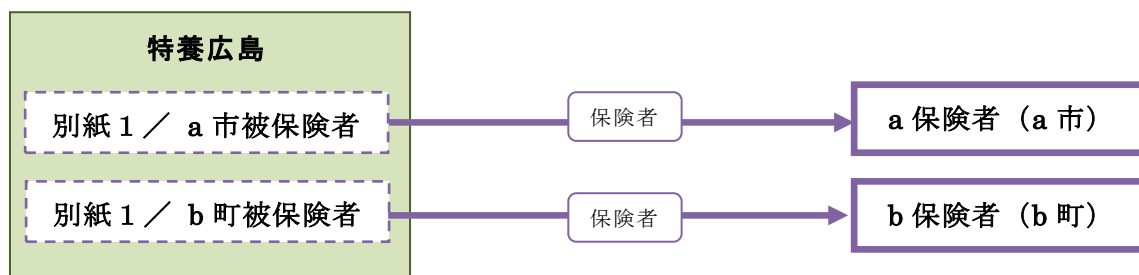 特養広島
別紙１／ a 市被保険者
保険者
a 保険者（a 市）
別紙１／ b 町被保険者
保険者
b 保険者（b 町）